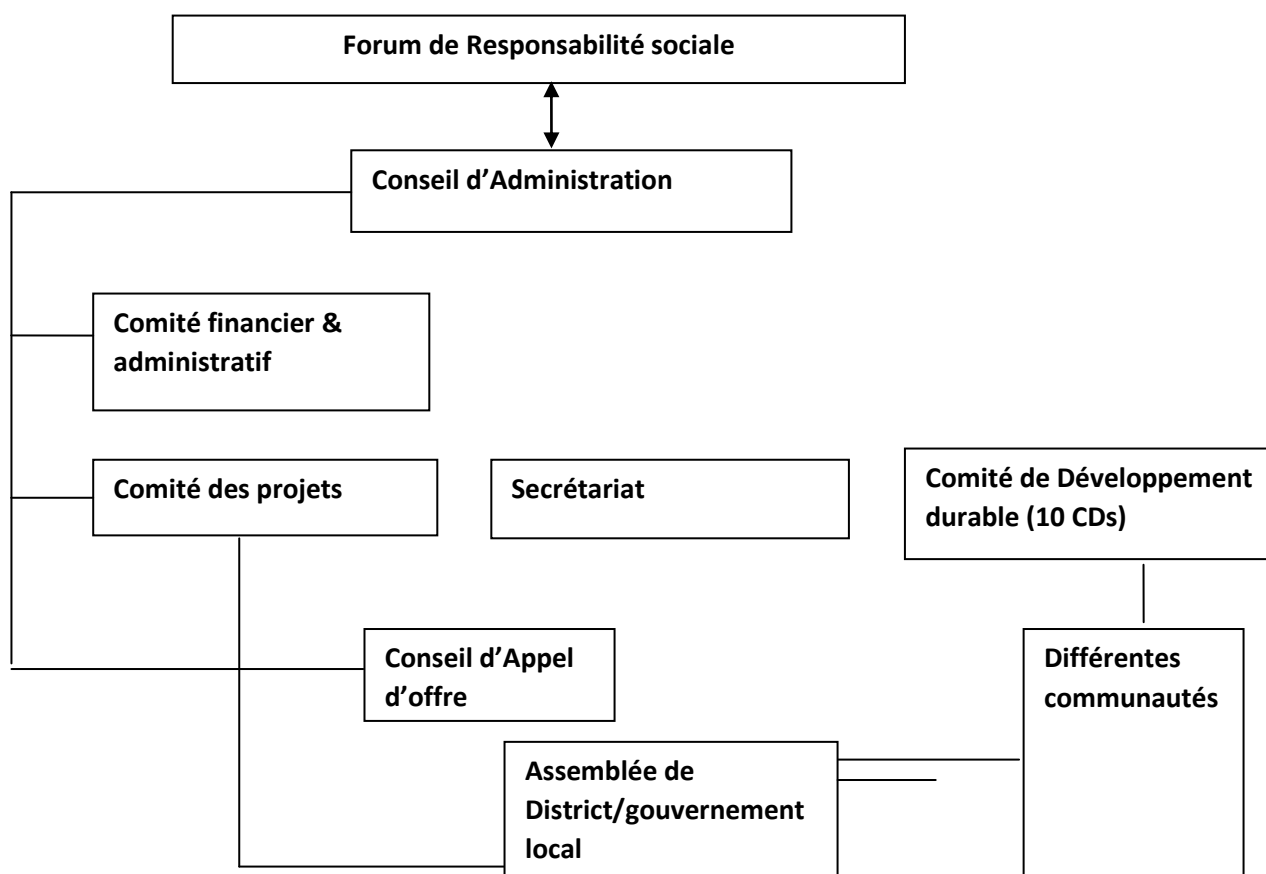 Forum de Responsabilité sociale
Conseil d’Administration
Comité financier &
administratif
Comité des projets
Secrétariat
Comité de Développement
durable (10 CDs)
Conseil d’Appel
d’offre
Différentes
communautés
Assemblée de
District/gouvernement
local